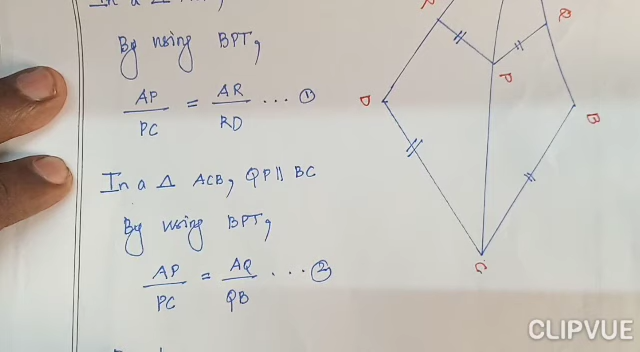 In a Δ
By using BPT,
AP/PC = AR/RD ... ①
In a Δ ACB, QP || BC
By using BPT,
AP/PC = AQ/QB ... ②
Q
P
D
B
C
CLIPVUE